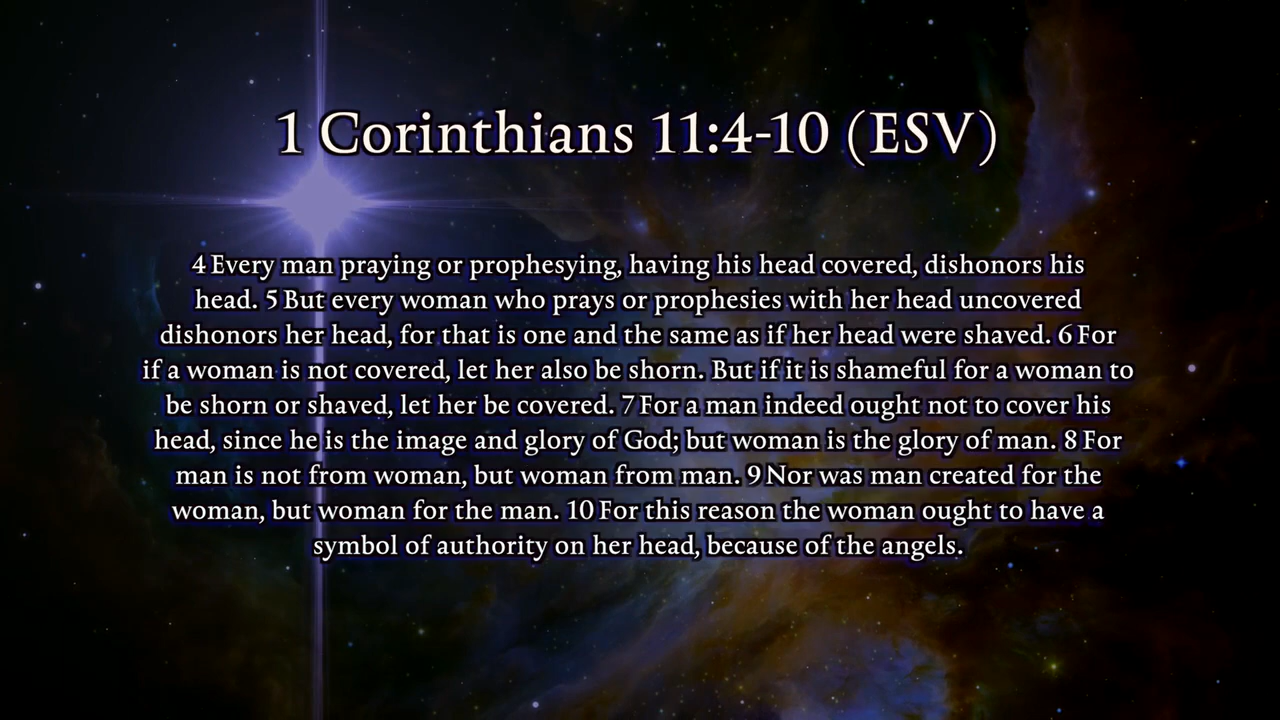 1 Corinthians 11:4-10 (ESV)
4 Every man praying or prophesying, having his head covered, dishonors his
head. 5 But every woman who prays or prophesies with her head uncovered
dishonors her head, for that is one and the same as if her head were shaved. 6 For
if a woman is not covered, let her also be shorn. But if it is shameful for a woman to
be shorn or shaved, let her be covered. 7 For a man indeed ought not to cover his
head, since he is the image and glory of God; but woman is the glory of man. 8 For
man is not from woman, but woman from man. 9 Nor was man created for the
woman, but woman for the man. 10 For this reason the woman ought to have a
symbol of authority on her head, because of the angels.